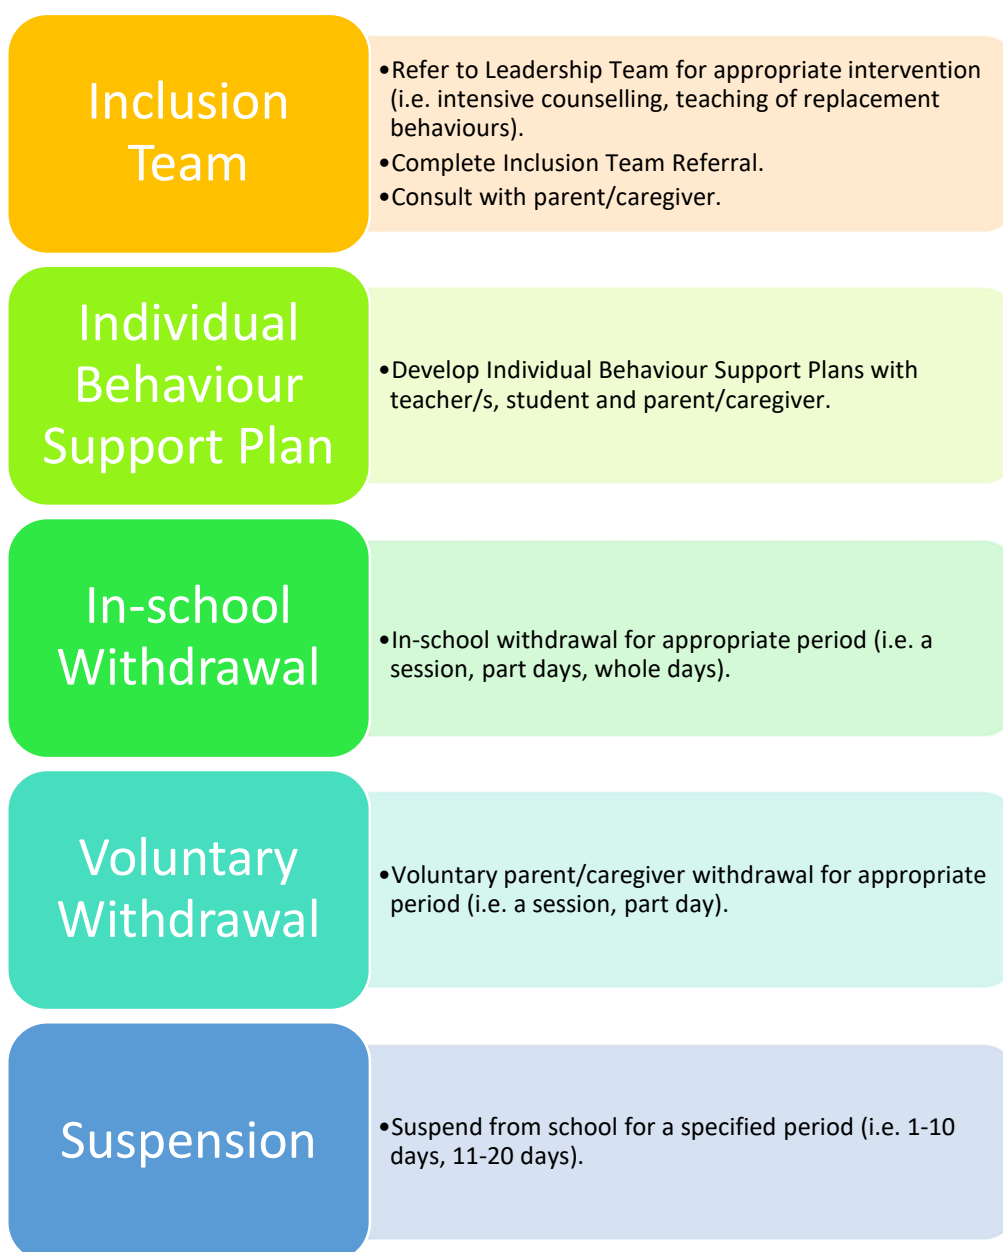 Inclusion
Team
•Refer to Leadership Team for appropriate intervention
(i.e. intensive counselling, teaching of replacement
behaviours).
•Complete Inclusion Team Referral.
•Consult with parent/caregiver.
Individual
Behaviour
Support Plan
•Develop Individual Behaviour Support Plans with
teacher/s, student and parent/caregiver.
In-school
Withdrawal
•In-school withdrawal for appropriate period (i.e. a
session, part days, whole days).
Voluntary
Withdrawal
•Voluntary parent/caregiver withdrawal for appropriate
period (i.e. a session, part day).
Suspension
•Suspend from school for a specified period (i.e. 1-10
days, 11-20 days).